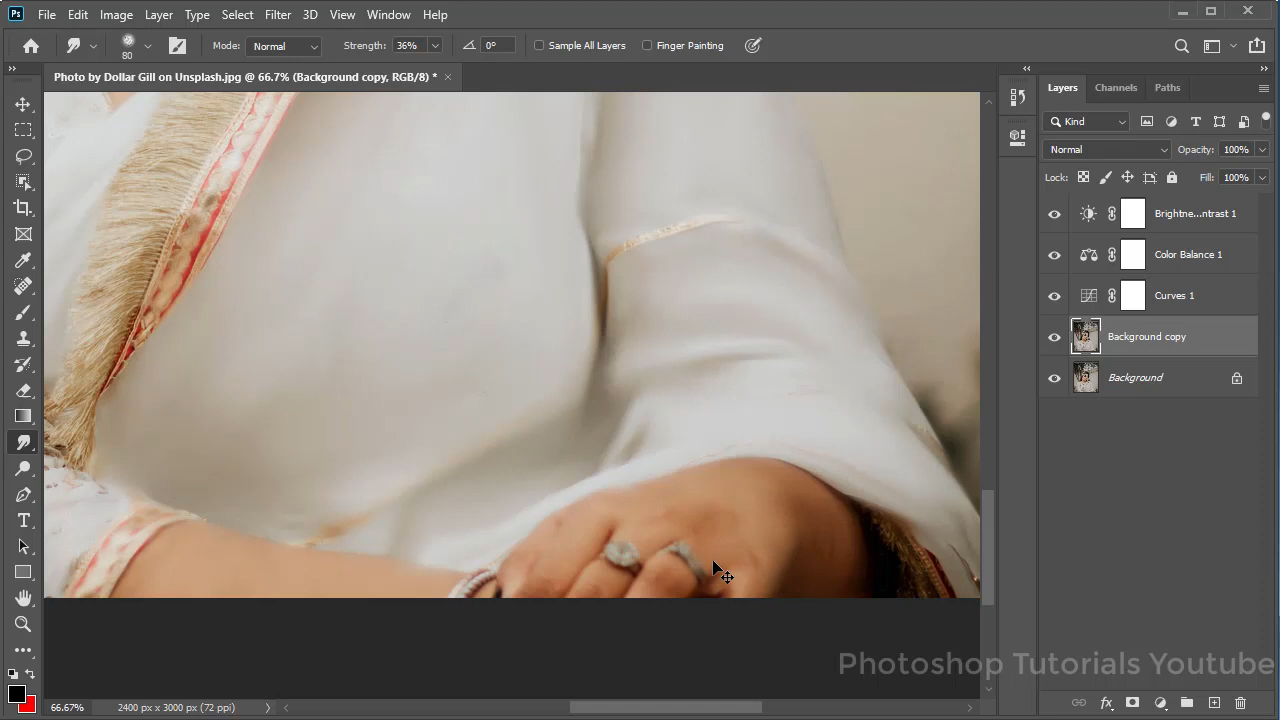 Ps File Edit Image Layer Type Select Filter 3D View Window Help
80 Mode: Normal Strength: 36% 0° Sample All Layers Finger Painting
Photo by Dollar Gill on Unsplash.jpg @ 66.7% (Background copy, RGB/8) *
Layers Channels Paths
Kind
Normal Opacity: 100%
Lock: Fill: 100%
Brightne...ntrast 1
Color Balance 1
Curves 1
Background copy
Background
Photoshop Tutorials Youtube
66.67% 2400 px x 3000 px (72 ppi)